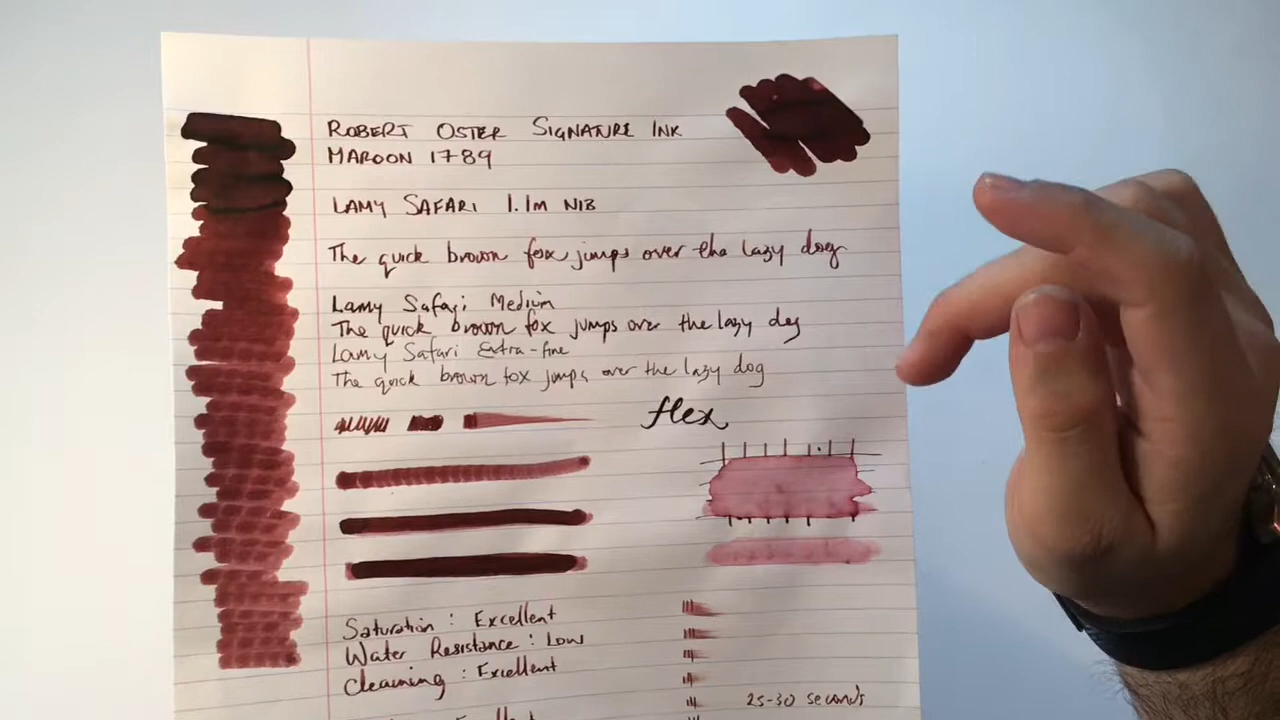 ROBERT OSTER SIGNATURE INK
MAROON 1789
LAMY SAFARI 1.1m NIB
The quick brown fox jumps over the lazy dog
Lamy Safari Medium
The quick brown fox jumps over the lazy dog
Lamy Safari Extra-fine
The quick brown fox jumps over the lazy dog
flex
Saturation : Excellent
Water Resistance : Low
Cleaning : Excellent
25-30 seconds